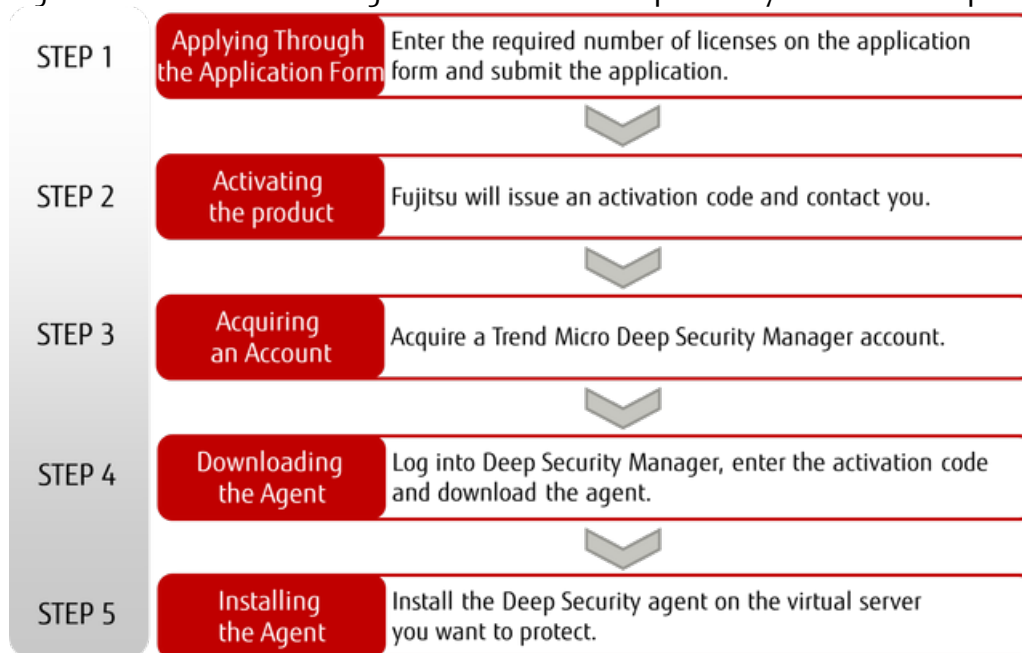 STEP 1
Applying Through
the Application Form
Enter the required number of licenses on the application
form and submit the application.
STEP 2
Activating
the product
Fujitsu will issue an activation code and contact you.
STEP 3
Acquiring
an Account
Acquire a Trend Micro Deep Security Manager account.
STEP 4
Downloading
the Agent
Log into Deep Security Manager, enter the activation code
and download the agent.
STEP 5
Installing
the Agent
Install the Deep Security agent on the virtual server
you want to protect.